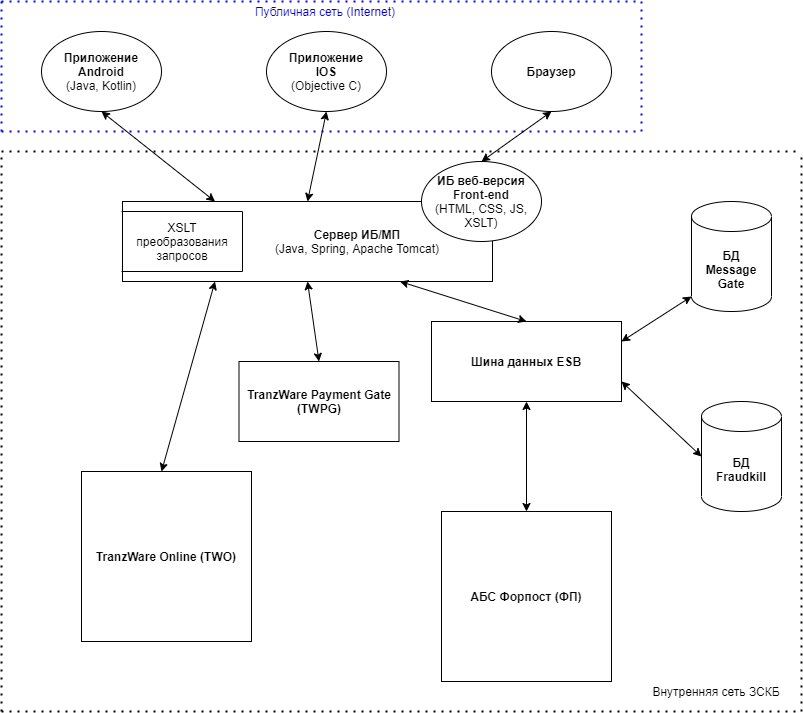 Публичная сеть (Internet)
Приложение
Android
(Java, Kotlin)
Приложение
IOS
(Objective C)
Браузер
ИБ веб-версия
Front-end
(HTML, CSS, JS,
XSLT)
XSLT
преобразования
запросов
Сервер ИБ/МП
(Java, Spring, Apache Tomcat)
БД
Message
Gate
Шина данных ESB
TranzWare Payment Gate
(TWPG)
БД
Fraudkill
TranzWare Online (TWO)
АБС Форпост (ФП)
Внутренняя сеть ЗСКБ